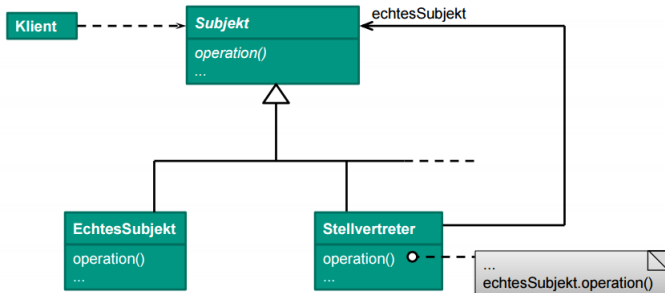 Klient
Subjekt
operation()
...
echtesSubjekt
EchtesSubjekt
operation()
...
Stellvertreter
operation()
...
...
echtesSubjekt.operation()